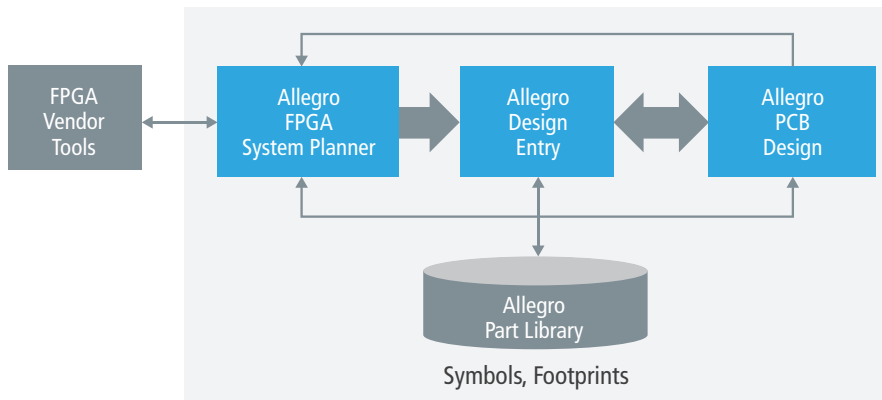 FPGA
Vendor
Tools
Allegro
FPGA
System Planner
Allegro
Design
Entry
Allegro
PCB
Design
Allegro
Part Library
Symbols, Footprints